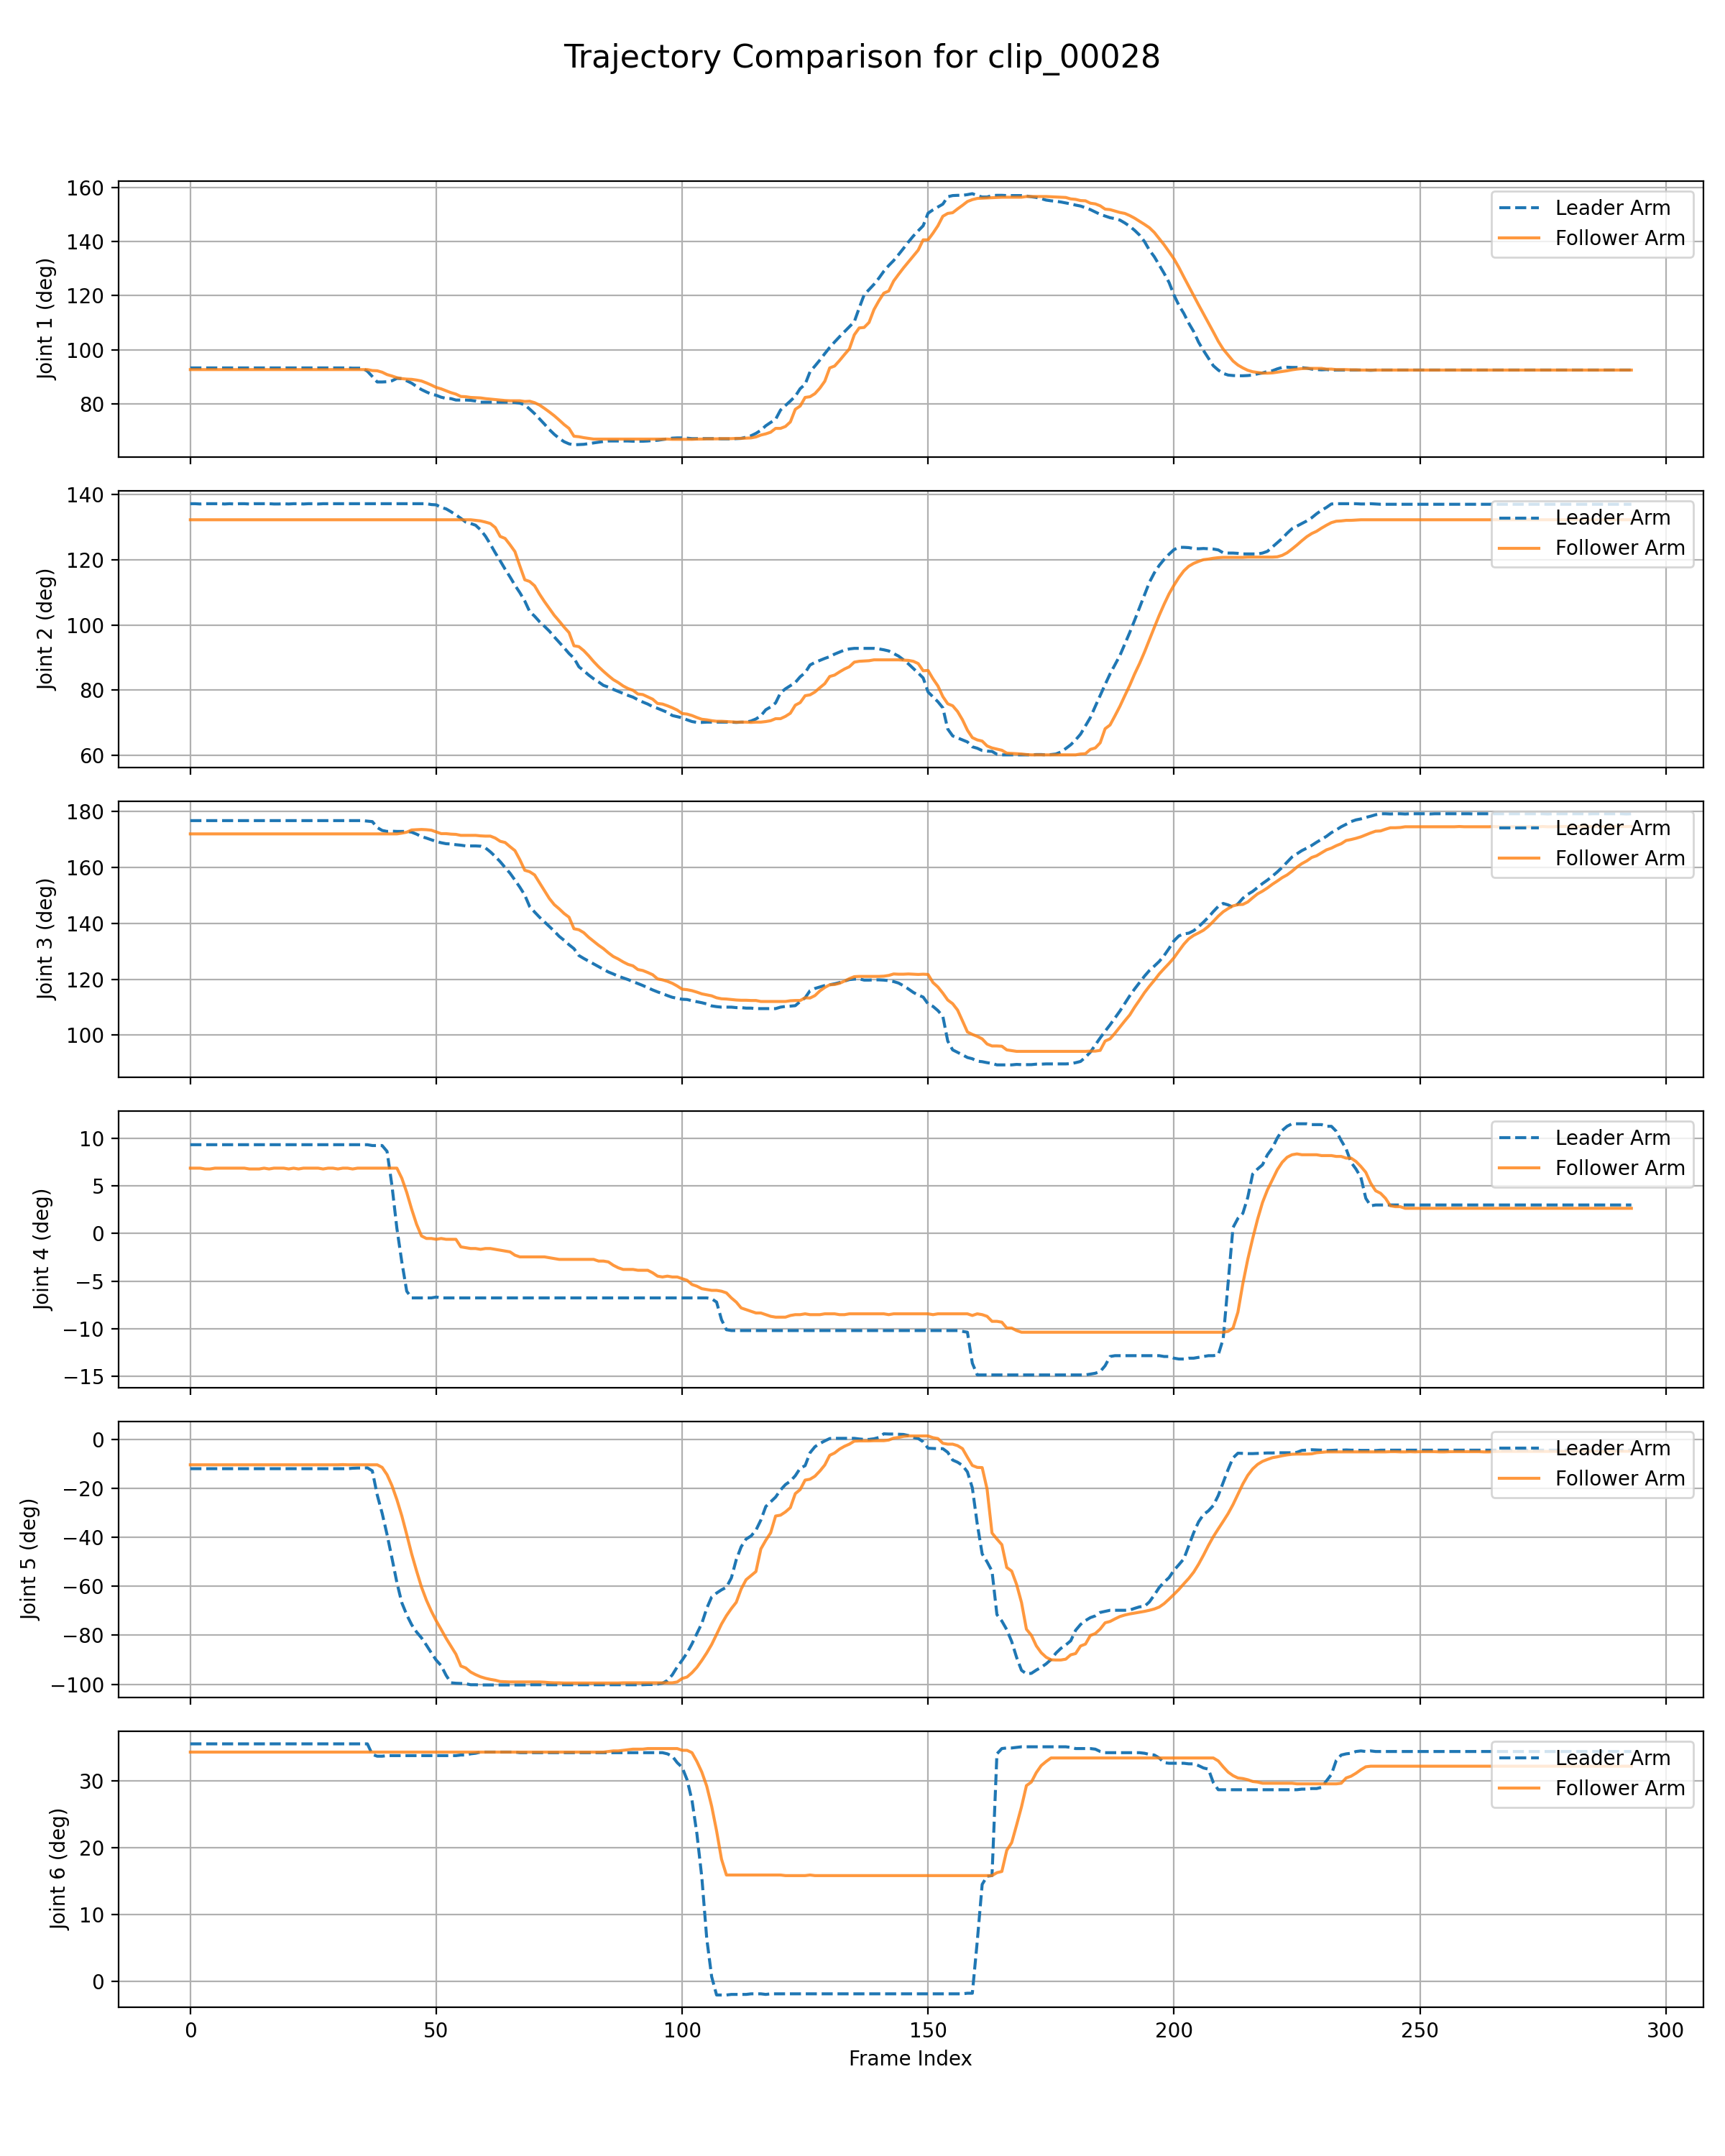 Trajectory Comparison for clip_00028
Joint 1 (deg)
160
140
120
100
80
Leader Arm
Follower Arm
Joint 2 (deg)
140
120
100
80
60
Leader Arm
Follower Arm
Joint 3 (deg)
180
160
140
120
100
Leader Arm
Follower Arm
Joint 4 (deg)
10
5
0
−5
−10
−15
Leader Arm
Follower Arm
Joint 5 (deg)
0
−20
−40
−60
−80
−100
Leader Arm
Follower Arm
Joint 6 (deg)
30
20
10
0
Leader Arm
Follower Arm
0 50 100 150 200 250 300
Frame Index